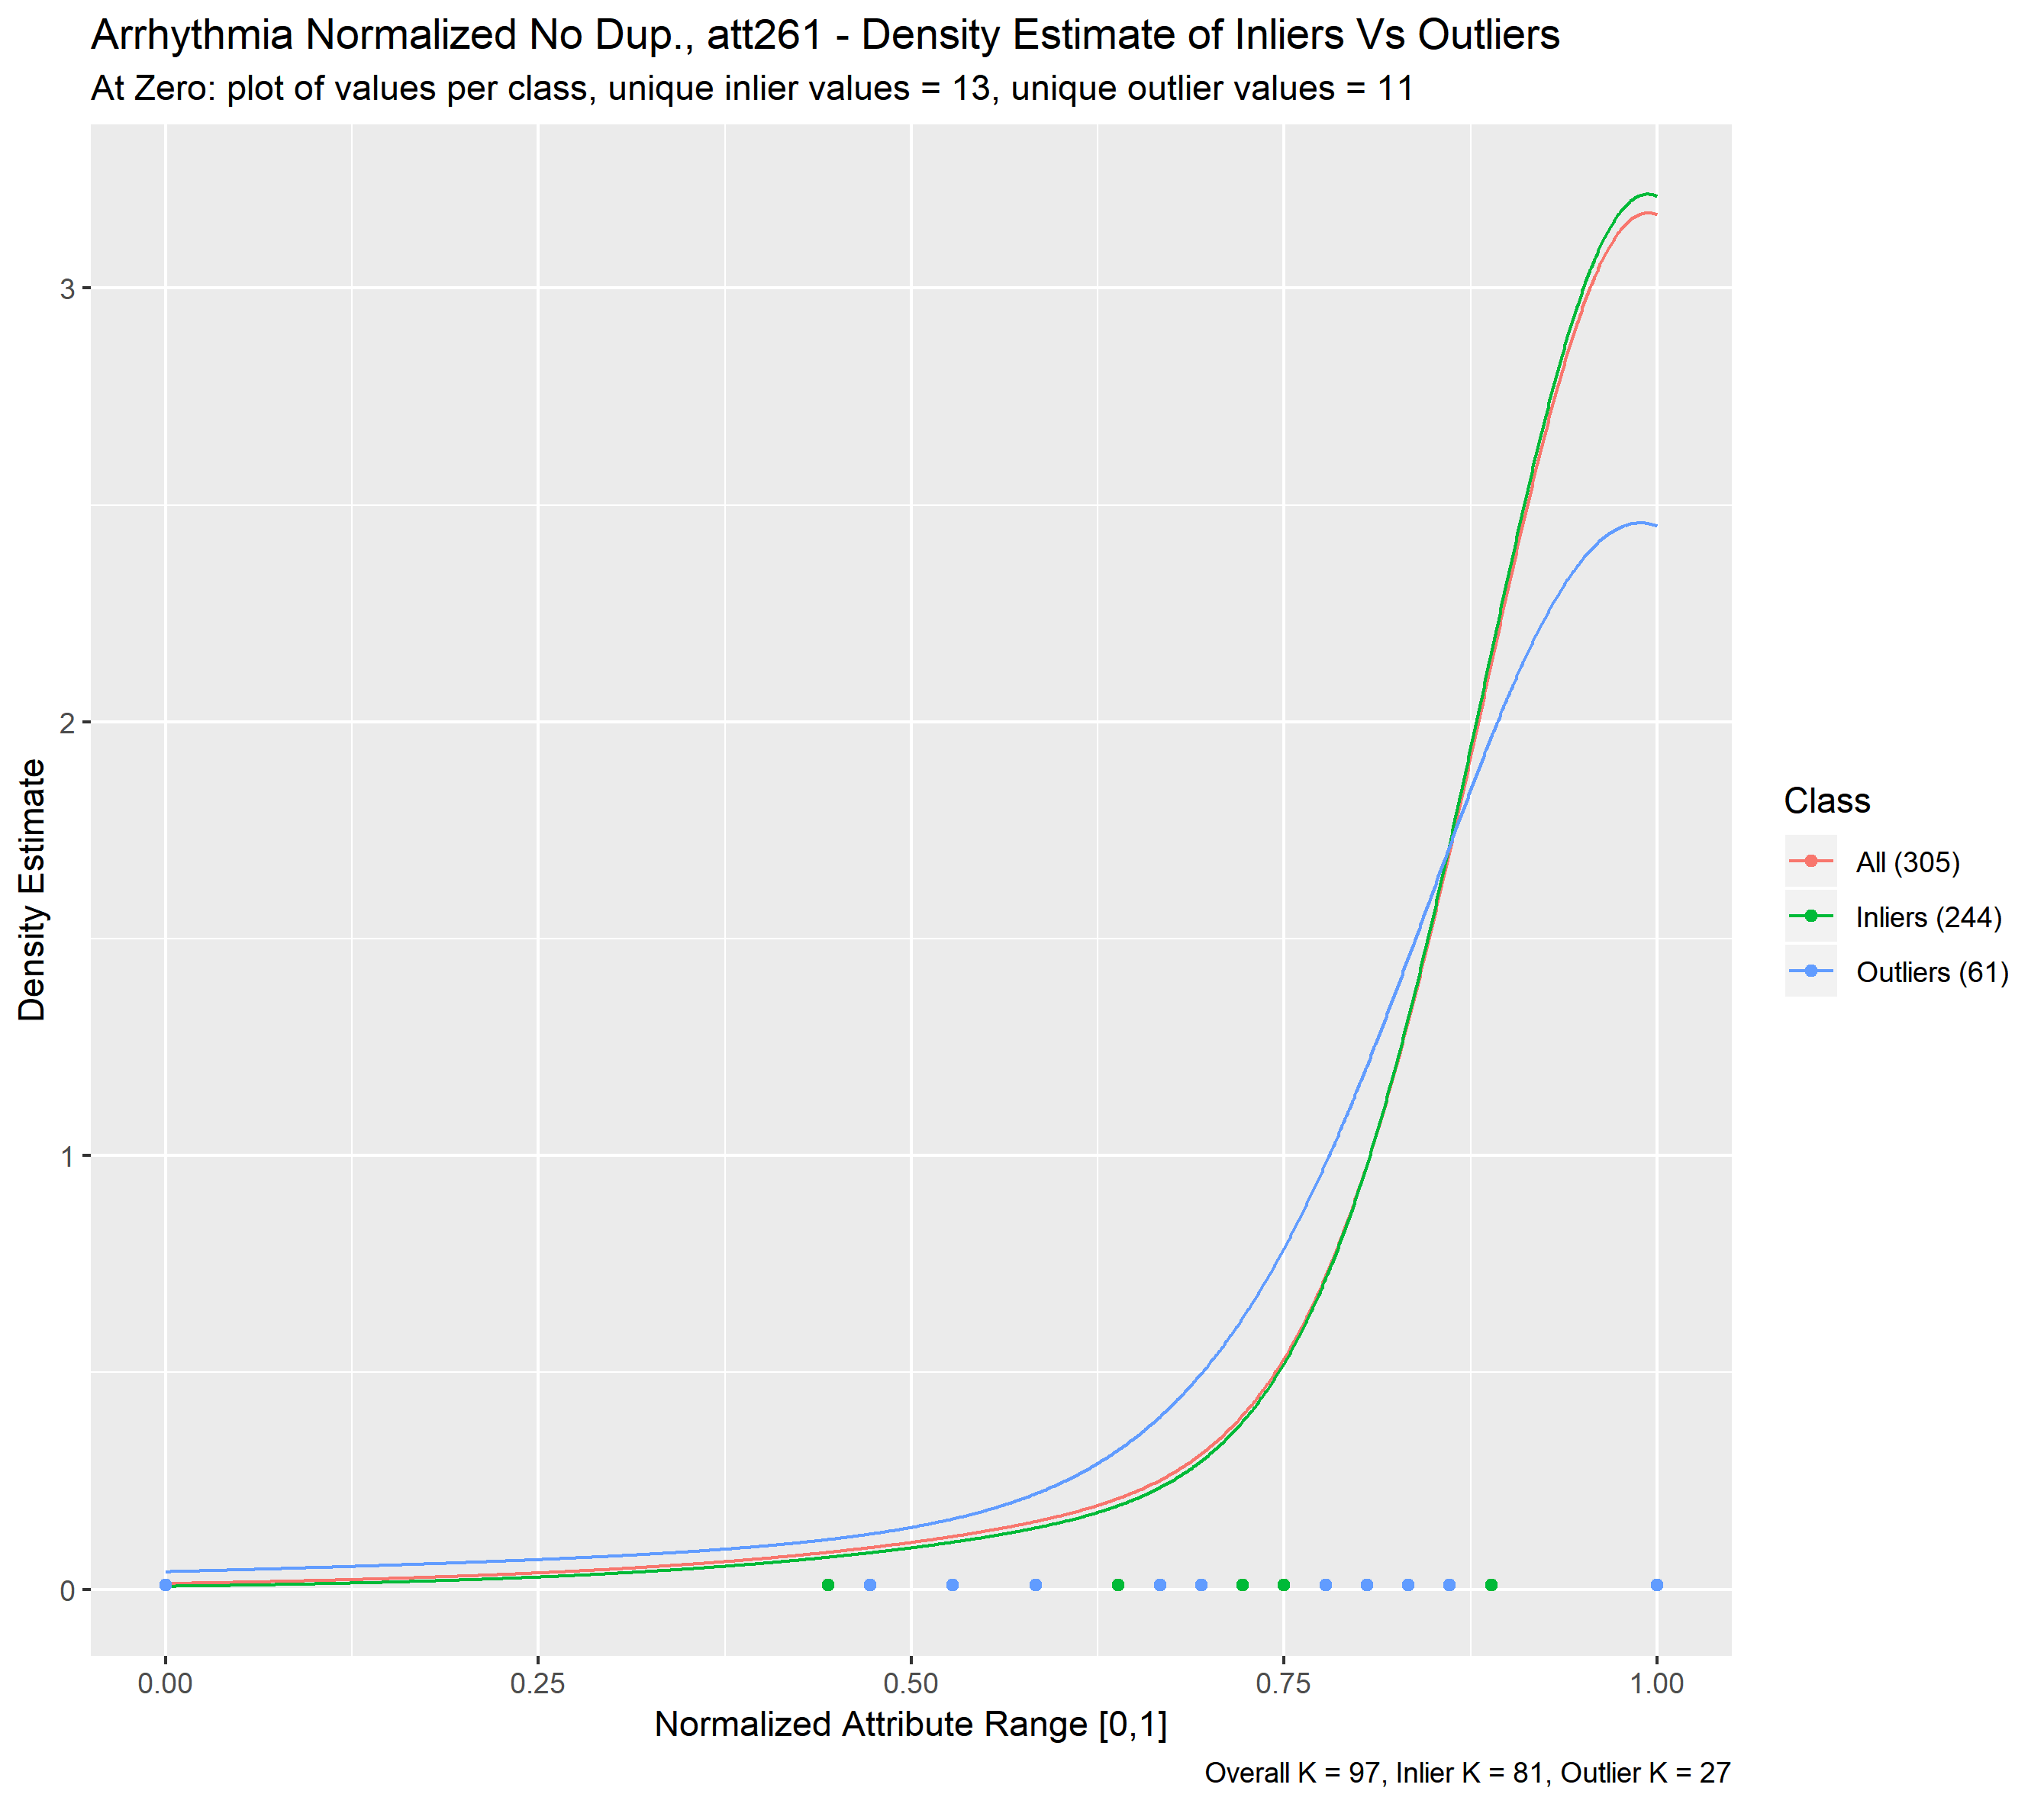 Arrhythmia Normalized No Dup., att261 - Density Estimate of Inliers Vs Outliers
At Zero: plot of values per class, unique inlier values = 13, unique outlier values = 11
Density Estimate
3
2
1
0
0.00 0.25 0.50 0.75 1.00
Normalized Attribute Range [0,1]
Class
All (305)
Inliers (244)
Outliers (61)
Overall K = 97, Inlier K = 81, Outlier K = 27